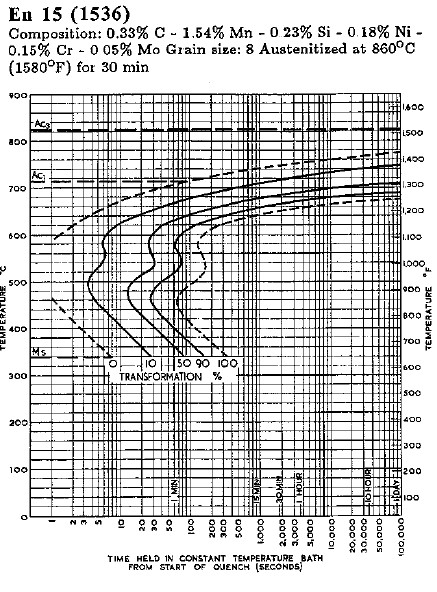 En 15 (1536)
Composition: 0.33% C - 1.54% Mn - 0 23% Si - 0.18% Ni -
0.15% Cr - 0 05% Mo Grain size: 8 Austenitized at 860°C
(1580°F) for 30 min
900
800
700
600
500
400
300
200
100
0
TEMPERATURE °C
Ac3
Ac1
Ms
1,600
1,500
1,400
1,300
1,200
1,100
1,000
900
800
700
600
500
400
300
200
100
TEMPERATURE °F
0 10 50 90 100
TRANSFORMATION %
1 MIN
15 MIN
30 MIN
1 HOUR
10 HOUR
1 DAY
1 2 3 5 10 20 30 50 100 200 300 500 1,000 2,000 3,000 5,000 10,000 20,000 30,000 50,000 100,000
TIME HELD IN CONSTANT TEMPERATURE BATH
FROM START OF QUENCH (SECONDS)